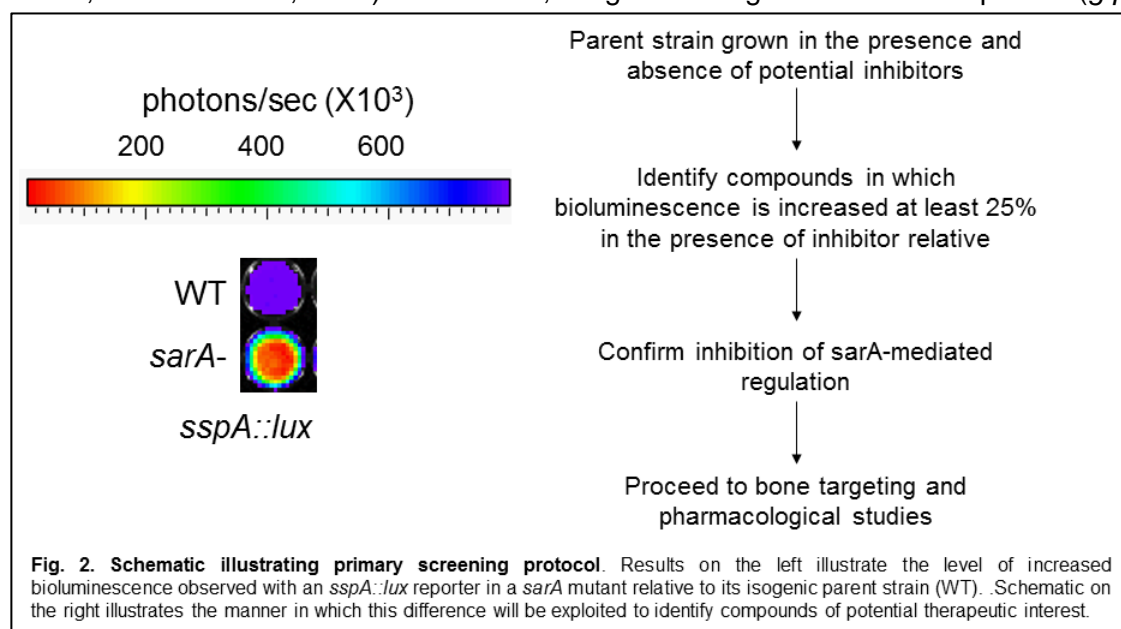 photons/sec (X10³)
200 400 600
WT
sarA-
sspA::lux
Parent strain grown in the presence and
absence of potential inhibitors
Identify compounds in which
bioluminescence is increased at least 25%
in the presence of inhibitor relative
Confirm inhibition of sarA-mediated
regulation
Proceed to bone targeting and
pharmacological studies
Fig. 2. Schematic illustrating primary screening protocol. Results on the left illustrate the level of increased
bioluminescence observed with an sspA::lux reporter in a sarA mutant relative to its isogenic parent strain (WT). .Schematic on
the right illustrates the manner in which this difference will be exploited to identify compounds of potential therapeutic interest.